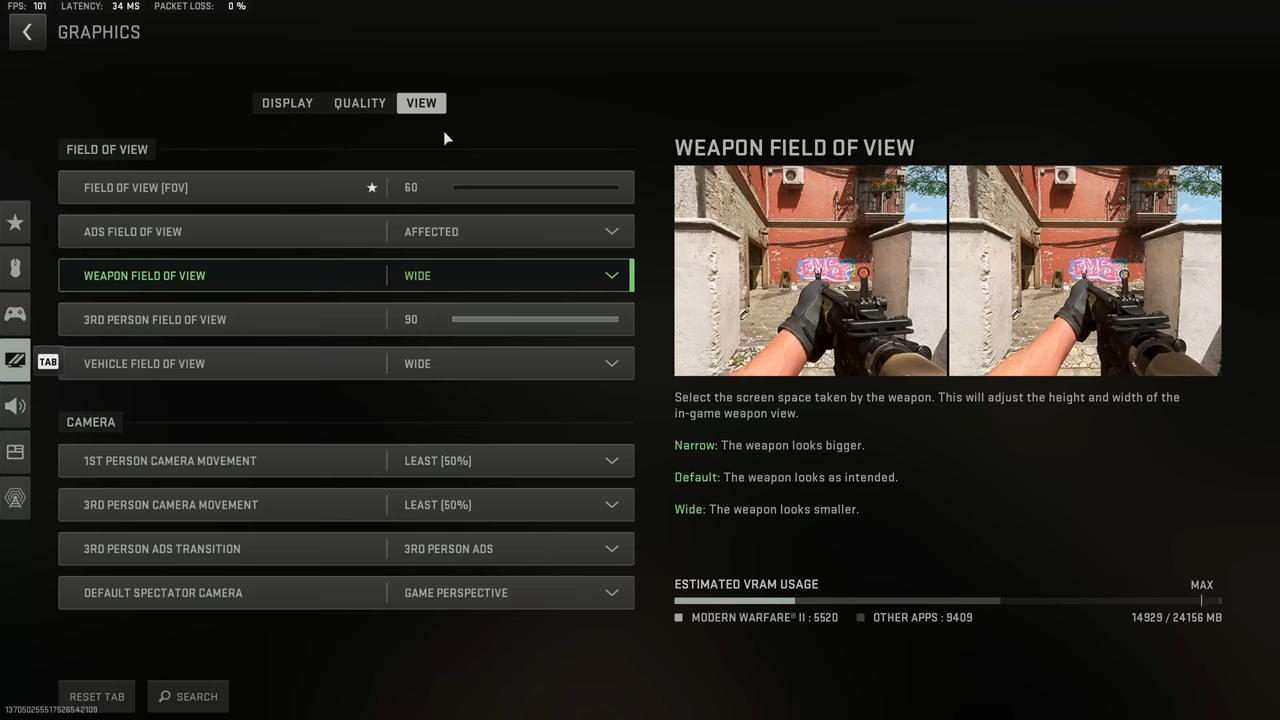 FPS: 101 LATENCY: 34 MS PACKET LOSS: 0 %
GRAPHICS
DISPLAY QUALITY VIEW
FIELD OF VIEW
FIELD OF VIEW [FOV] 60
ADS FIELD OF VIEW AFFECTED
WEAPON FIELD OF VIEW WIDE
3RD PERSON FIELD OF VIEW 90
TAB
VEHICLE FIELD OF VIEW WIDE
CAMERA
1ST PERSON CAMERA MOVEMENT LEAST [50%]
3RD PERSON CAMERA MOVEMENT LEAST [50%]
3RD PERSON ADS TRANSITION 3RD PERSON ADS
DEFAULT SPECTATOR CAMERA GAME PERSPECTIVE
WEAPON FIELD OF VIEW
Select the screen space taken by the weapon. This will adjust the height and width of the
in-game weapon view.
Narrow: The weapon looks bigger.
Default: The weapon looks as intended.
Wide: The weapon looks smaller.
ESTIMATED VRAM USAGE MAX
MODERN WARFARE® II : 5520 OTHER APPS : 9409 14929 / 24156 MB
RESET TAB SEARCH